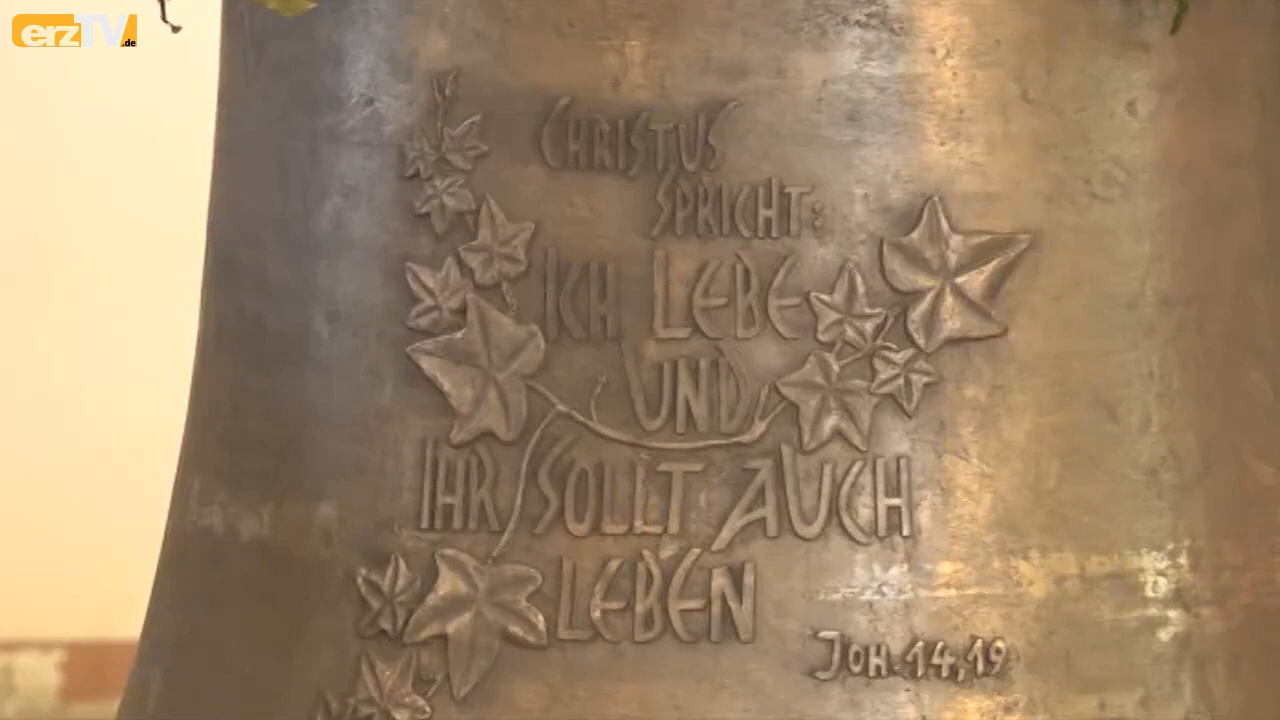 erzTV.de
CHRISTUS
SPRICHT:
ICH LEBE
UND
IHR SOLLT AUCH
LEBEN
JOH. 14,19